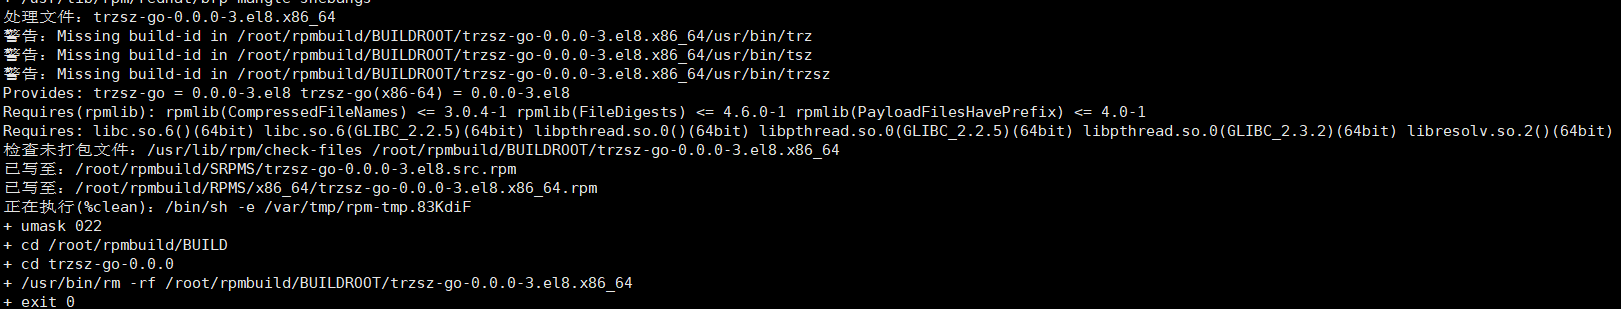 + /usr/lib/rpm/redhat/brp-mangle-shebangs
处理文件：trzsz-go-0.0.0-3.el8.x86_64
警告：Missing build-id in /root/rpmbuild/BUILDROOT/trzsz-go-0.0.0-3.el8.x86_64/usr/bin/trz
警告：Missing build-id in /root/rpmbuild/BUILDROOT/trzsz-go-0.0.0-3.el8.x86_64/usr/bin/tsz
警告：Missing build-id in /root/rpmbuild/BUILDROOT/trzsz-go-0.0.0-3.el8.x86_64/usr/bin/trzsz
Provides: trzsz-go = 0.0.0-3.el8 trzsz-go(x86-64) = 0.0.0-3.el8
Requires(rpmlib): rpmlib(CompressedFileNames) <= 3.0.4-1 rpmlib(FileDigests) <= 4.6.0-1 rpmlib(PayloadFilesHavePrefix) <= 4.0-1
Requires: libc.so.6()(64bit) libc.so.6(GLIBC_2.2.5)(64bit) libpthread.so.0()(64bit) libpthread.so.0(GLIBC_2.2.5)(64bit) libpthread.so.0(GLIBC_2.3.2)(64bit) libresolv.so.2()(64bit)
检查未打包文件：/usr/lib/rpm/check-files /root/rpmbuild/BUILDROOT/trzsz-go-0.0.0-3.el8.x86_64
已写至：/root/rpmbuild/SRPMS/trzsz-go-0.0.0-3.el8.src.rpm
已写至：/root/rpmbuild/RPMS/x86_64/trzsz-go-0.0.0-3.el8.x86_64.rpm
正在执行(%clean)：/bin/sh -e /var/tmp/rpm-tmp.83KdiF
+ umask 022
+ cd /root/rpmbuild/BUILD
+ cd trzsz-go-0.0.0
+ /usr/bin/rm -rf /root/rpmbuild/BUILDROOT/trzsz-go-0.0.0-3.el8.x86_64
+ exit 0